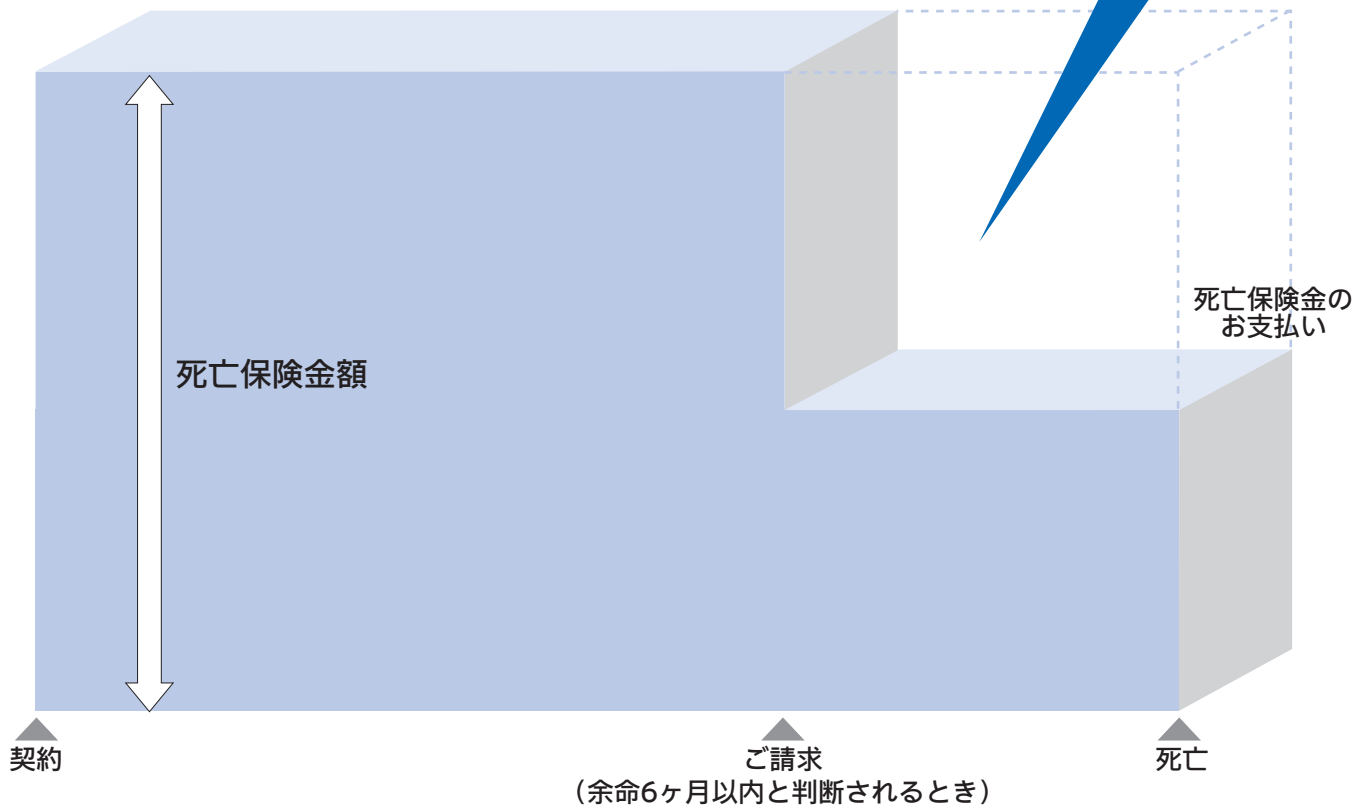 死亡保険金の
お支払い
死亡保険金額
契約
ご請求
（余命6ヶ月以内と判断されるとき）
死亡